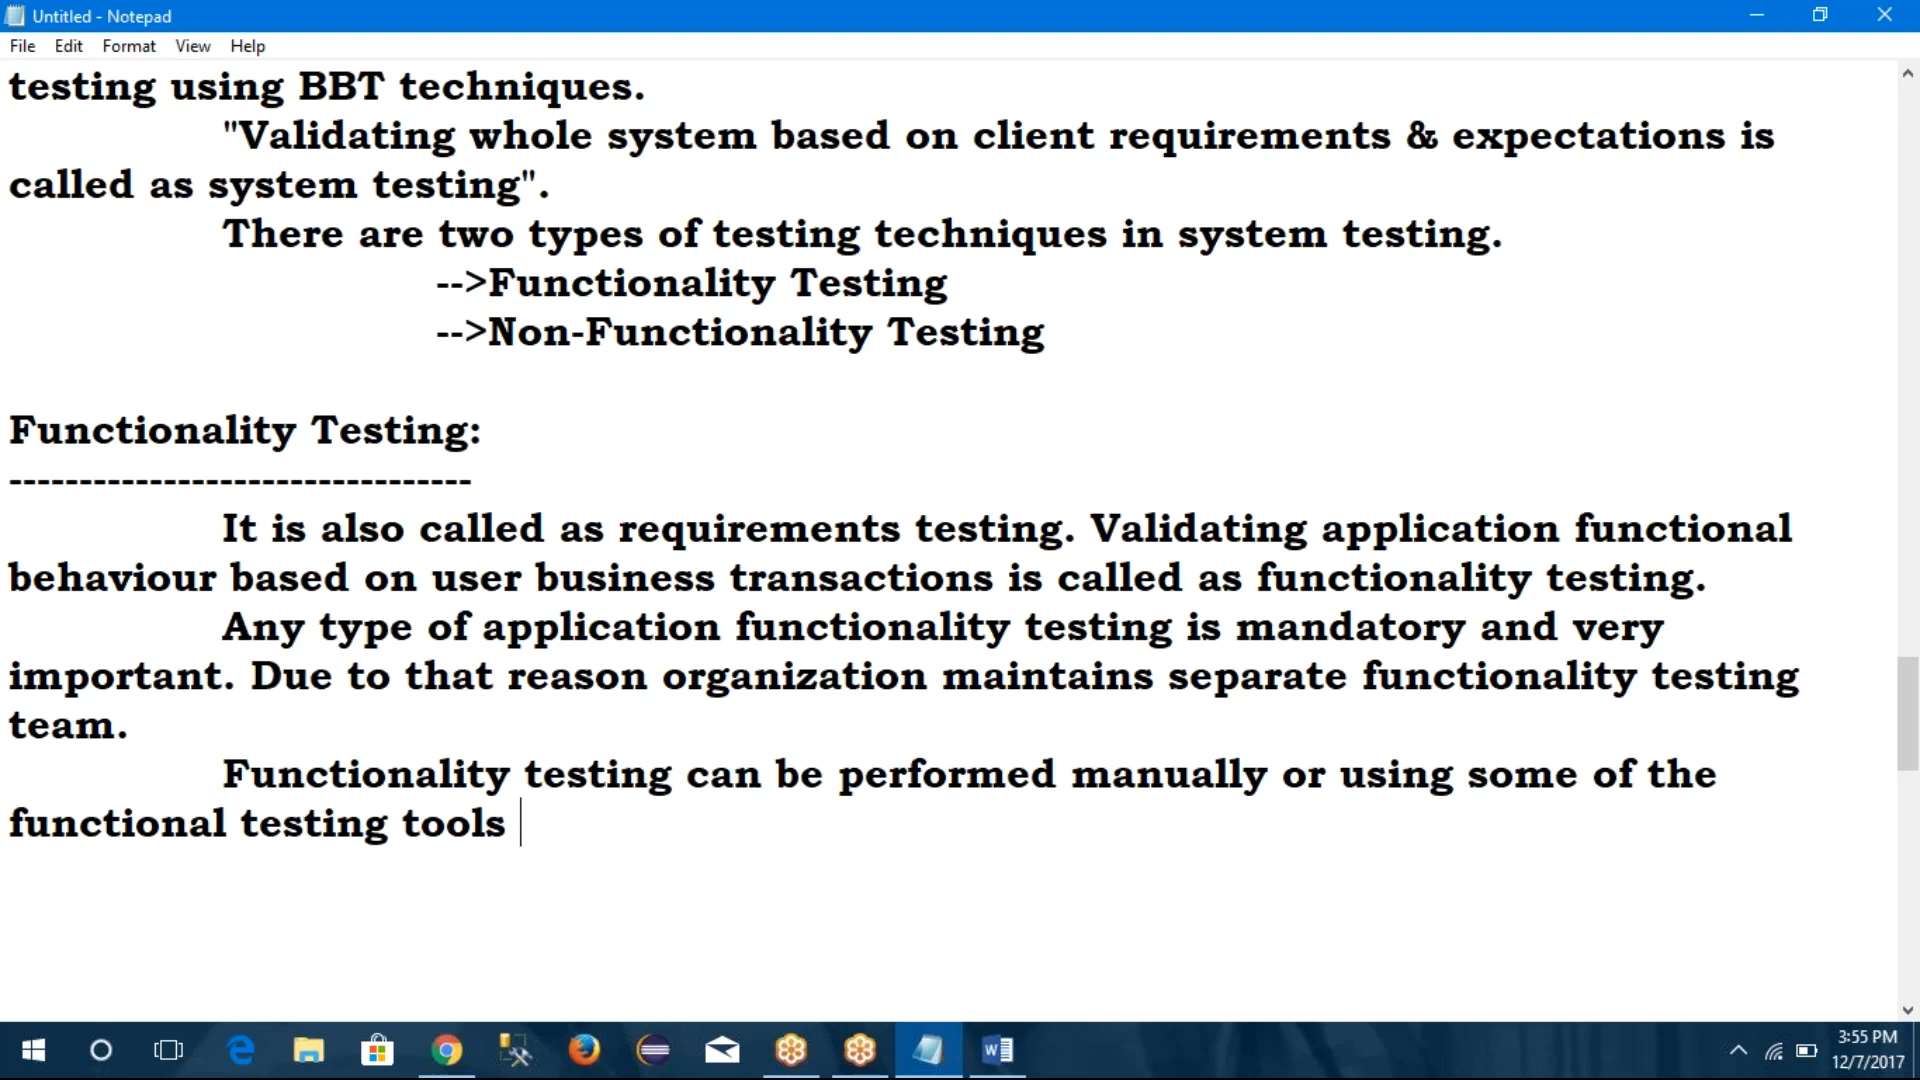 Untitled - Notepad
File Edit Format View Help
testing using BBT techniques.
"Validating whole system based on client requirements & expectations is
called as system testing".
There are two types of testing techniques in system testing.
-->Functionality Testing
-->Non-Functionality Testing
Functionality Testing:
---------------------------------
It is also called as requirements testing. Validating application functional
behaviour based on user business transactions is called as functionality testing.
Any type of application functionality testing is mandatory and very
important. Due to that reason organization maintains separate functionality testing
team.
Functionality testing can be performed manually or using some of the
functional testing tools
3:55 PM
12/7/2017